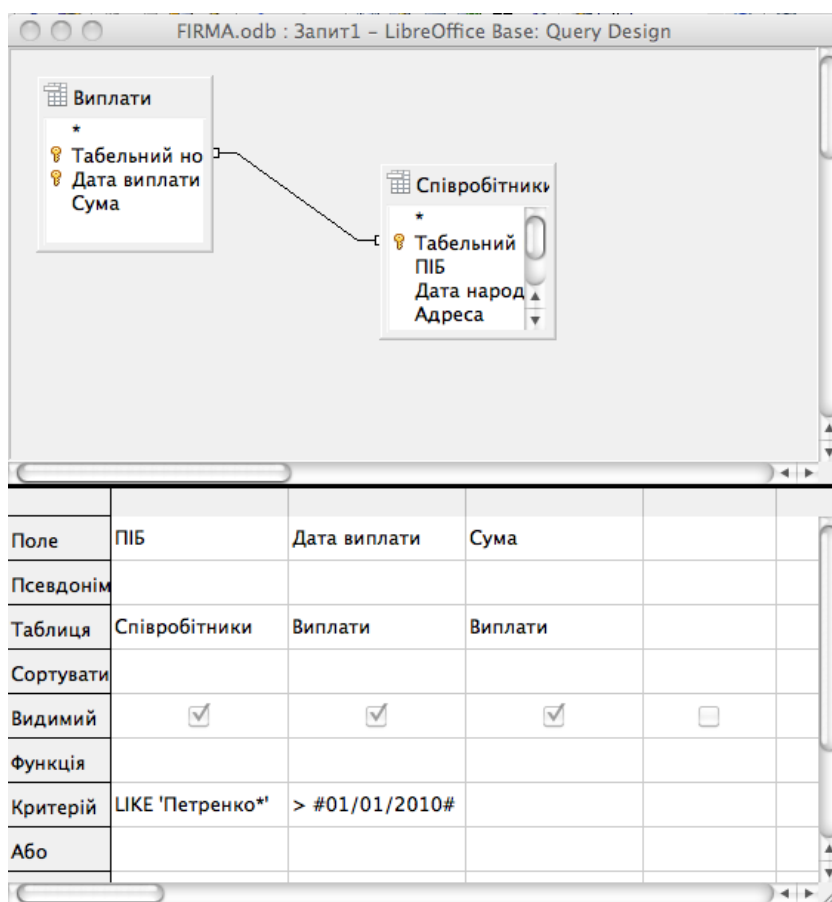 FIRMA.odb : Запит1 – LibreOffice Base: Query Design
Виплати
*
Табельний но
Дата виплати
Сума
Співробітники
*
Табельний
ПІБ
Дата народ
Адреса
Поле ПІБ Дата виплати Сума
Псевдонім
Таблиця Співробітники Виплати Виплати
Сортувати
Видимий
Функція
Критерій LIKE 'Петренко*' > #01/01/2010#
Або